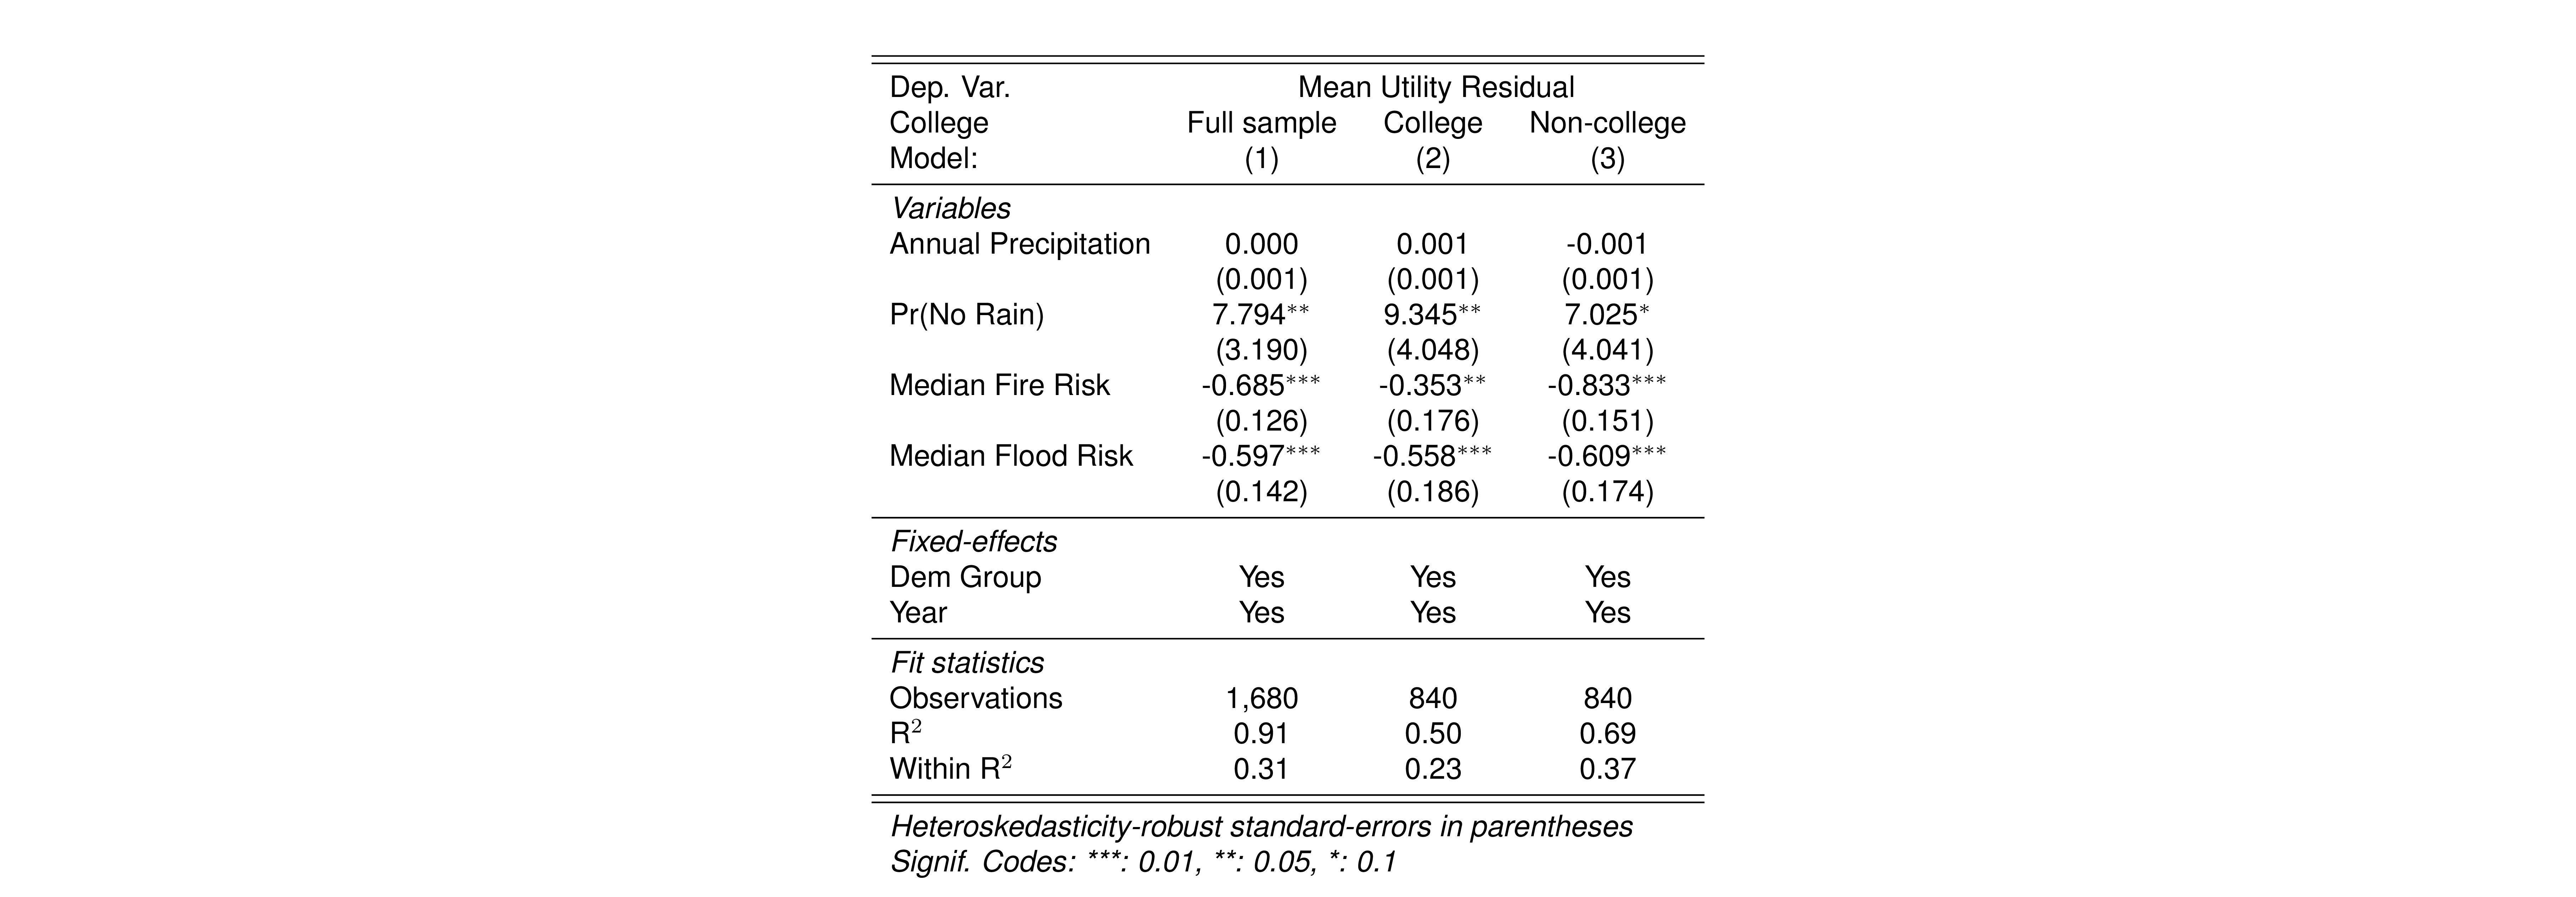 Dep. Var. Mean Utility Residual
College Full sample College Non-college
Model: (1) (2) (3)
Variables
Annual Precipitation 0.000 0.001 -0.001
(0.001) (0.001) (0.001)
Pr(No Rain) 7.794** 9.345** 7.025*
(3.190) (4.048) (4.041)
Median Fire Risk -0.685*** -0.353** -0.833***
(0.126) (0.176) (0.151)
Median Flood Risk -0.597*** -0.558*** -0.609***
(0.142) (0.186) (0.174)
Fixed-effects
Dem Group Yes Yes Yes
Year Yes Yes Yes
Fit statistics
Observations 1,680 840 840
R² 0.91 0.50 0.69
Within R² 0.31 0.23 0.37
Heteroskedasticity-robust standard-errors in parentheses
Signif. Codes: ***: 0.01, **: 0.05, *: 0.1